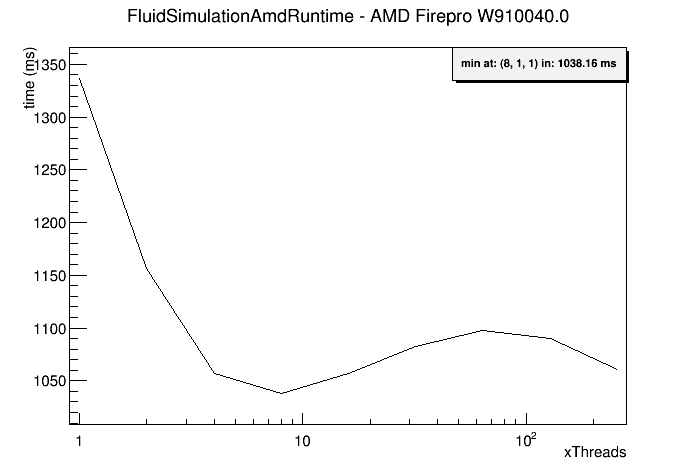 FluidSimulationAmdRuntime - AMD Firepro W910040.0
time (ms)
min at: (8, 1, 1) in: 1038.16 ms
1350
1300
1250
1200
1150
1100
1050
1
10
10²
xThreads